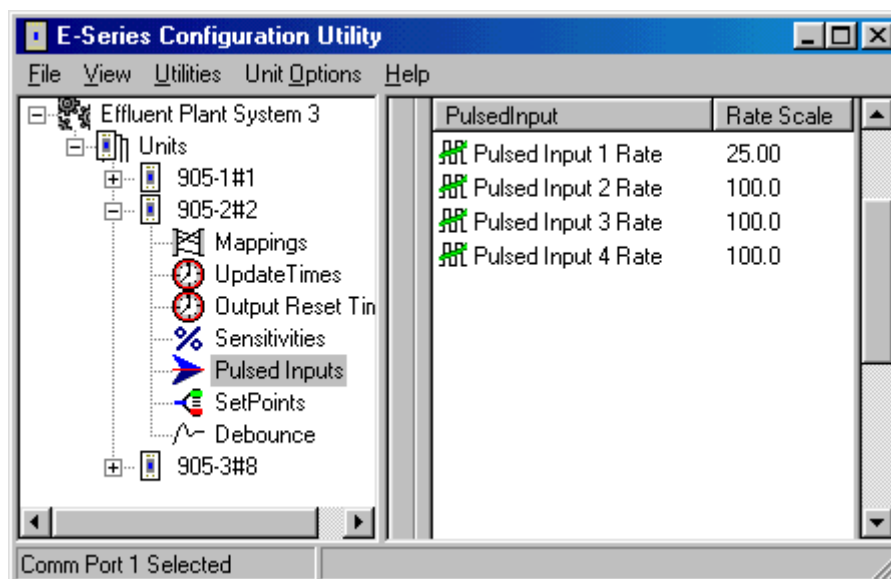 E-Series Configuration Utility
File View Utilities Unit Options Help
Effluent Plant System 3
Units
905-1#1
905-2#2
Mappings
UpdateTimes
Output Reset Tin
Sensitivities
Pulsed Inputs
SetPoints
Debounce
905-3#8
PulsedInput Rate Scale
Pulsed Input 1 Rate 25.00
Pulsed Input 2 Rate 100.0
Pulsed Input 3 Rate 100.0
Pulsed Input 4 Rate 100.0
Comm Port 1 Selected